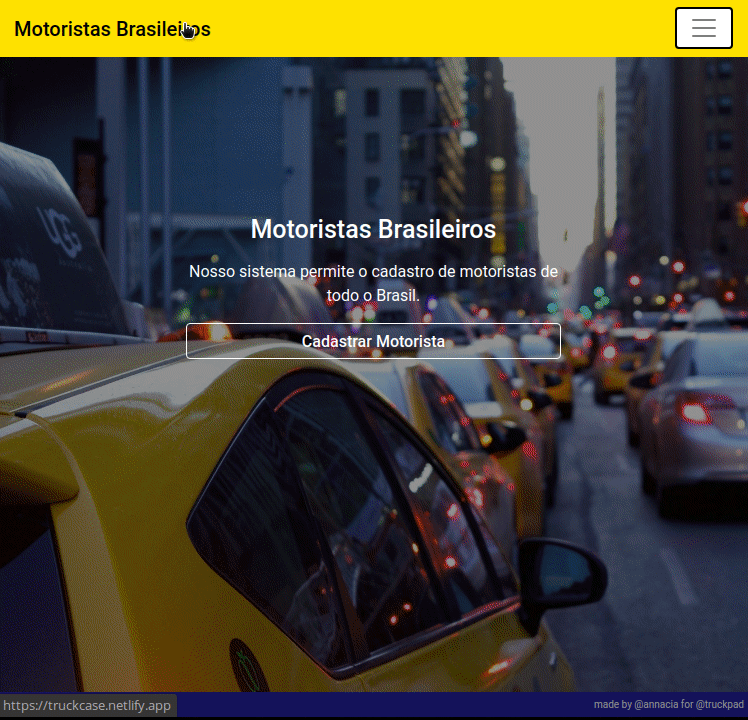 Motoristas Brasileiros
UGG
Motoristas Brasileiros
Nosso sistema permite o cadastro de motoristas de
todo o Brasil.
Cadastrar Motorista
https://truckcase.netlify.app
made by @annacia for @truckpad